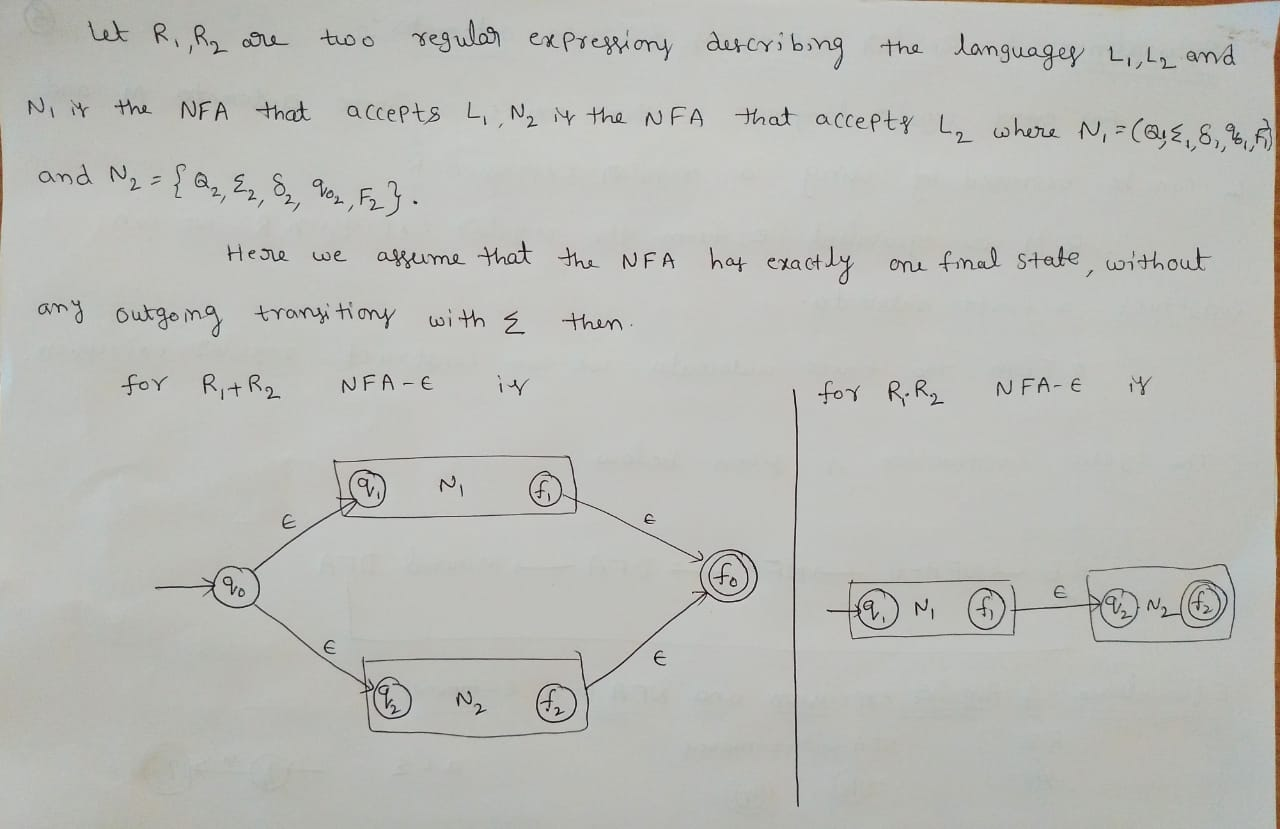 Let R₁, R₂ are two regular expressions describing the languages L₁, L₂ and
N₁ is the NFA that accepts L₁, N₂ is the NFA that accepts L₂ where N₁ = (Q₁, Σ₁, δ₁, q₀₁, F₁)
and N₂ = { Q₂, Σ₂, δ₂, q₀₂, F₂ }.
Here we assume that the NFA has exactly one final state, without
any outgoing transitions with Σ then.
for R₁+R₂ NFA-ϵ is
q₁ N₁ f₁
ϵ ϵ
q₀ f₀
ϵ ϵ
q₂ N₂ f₂
for R₁.R₂ NFA-ϵ is
q₁ N₁ f₁ ϵ q₂ N₂ f₂